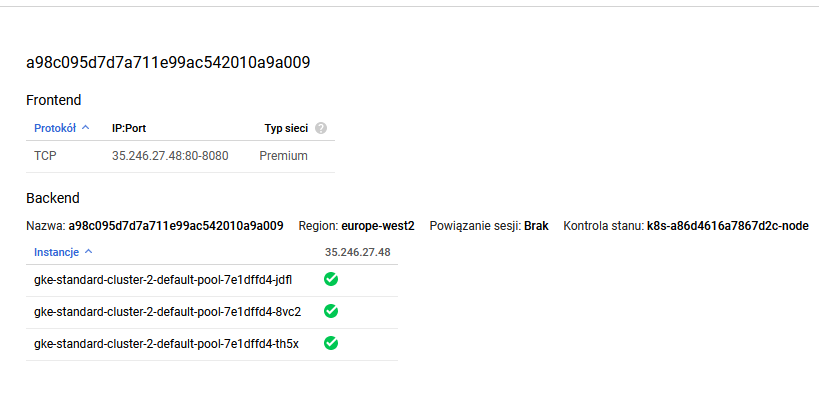 a98c095d7d7a711e99ac542010a9a009
Frontend
Protokół IP:Port Typ sieci ?
TCP 35.246.27.48:80-8080 Premium
Backend
Nazwa: a98c095d7d7a711e99ac542010a9a009 Region: europe-west2 Powiązanie sesji: Brak Kontrola stanu: k8s-a86d4616a7867d2c-node
Instancje 35.246.27.48
gke-standard-cluster-2-default-pool-7e1dffd4-jdfl
gke-standard-cluster-2-default-pool-7e1dffd4-8vc2
gke-standard-cluster-2-default-pool-7e1dffd4-th5x